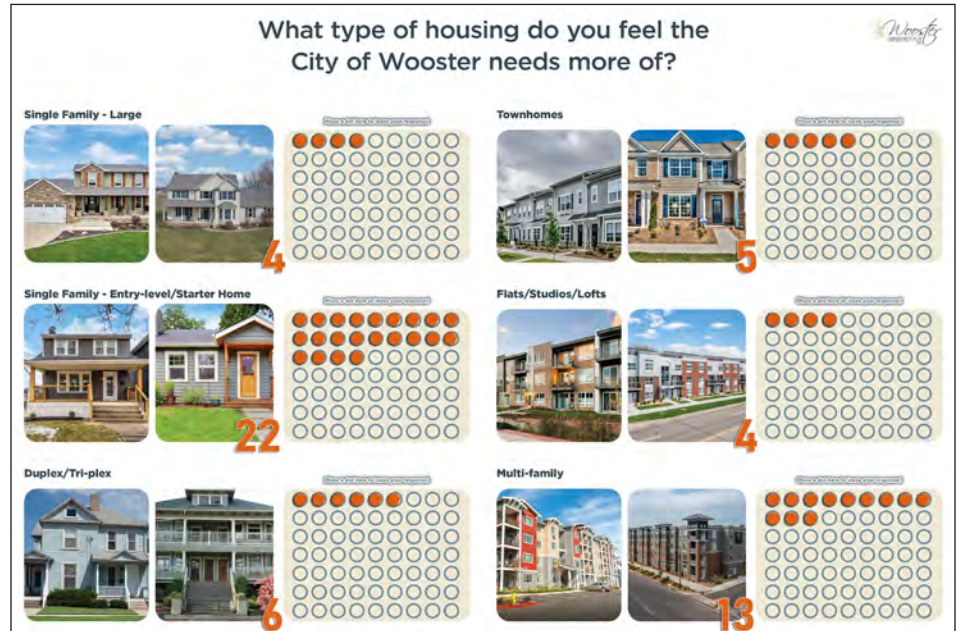 What type of housing do you feel the
City of Wooster needs more of?
Wooster
Single Family - Large
4
Townhomes
5
Single Family - Entry-level/Starter Home
22
Flats/Studios/Lofts
4
Duplex/Tri-plex
6
Multi-family
13